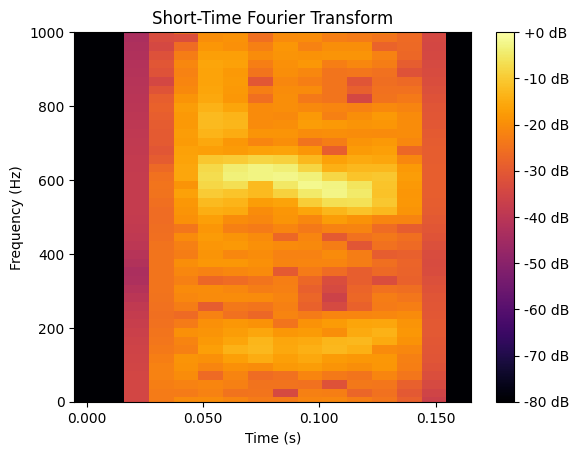 Short-Time Fourier Transform
1000
800
600
400
200
0
Frequency (Hz)
0.000
0.050
0.100
0.150
Time (s)
+0 dB
-10 dB
-20 dB
-30 dB
-40 dB
-50 dB
-60 dB
-70 dB
-80 dB